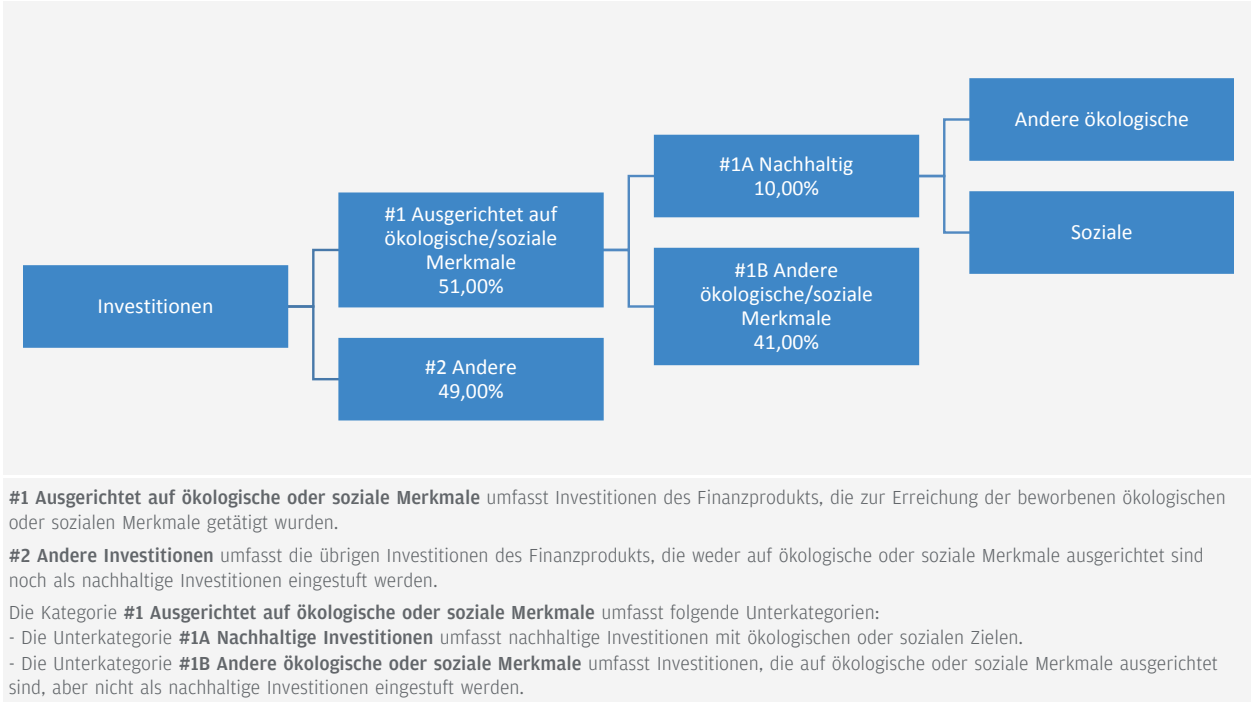 Investitionen
#1 Ausgerichtet auf
ökologische/soziale
Merkmale
51,00%
#2 Andere
49,00%
#1A Nachhaltig
10,00%
#1B Andere
ökologische/soziale
Merkmale
41,00%
Andere ökologische
Soziale
#1 Ausgerichtet auf ökologische oder soziale Merkmale umfasst Investitionen des Finanzprodukts, die zur Erreichung der beworbenen ökologischen
oder sozialen Merkmale getätigt wurden.
#2 Andere Investitionen umfasst die übrigen Investitionen des Finanzprodukts, die weder auf ökologische oder soziale Merkmale ausgerichtet sind
noch als nachhaltige Investitionen eingestuft werden.
Die Kategorie #1 Ausgerichtet auf ökologische oder soziale Merkmale umfasst folgende Unterkategorien:
- Die Unterkategorie #1A Nachhaltige Investitionen umfasst nachhaltige Investitionen mit ökologischen oder sozialen Zielen.
- Die Unterkategorie #1B Andere ökologische oder soziale Merkmale umfasst Investitionen, die auf ökologische oder soziale Merkmale ausgerichtet
sind, aber nicht als nachhaltige Investitionen eingestuft werden.